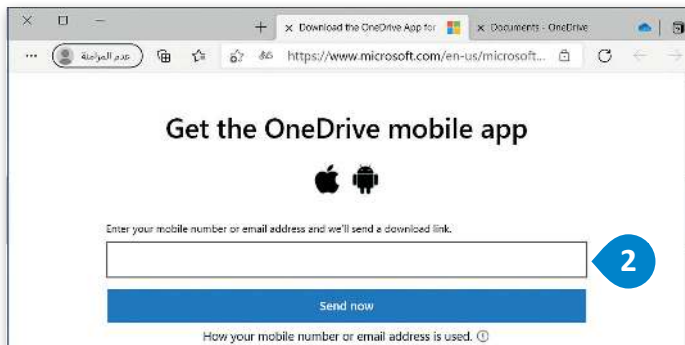 Download the OneDrive App for
Documents - OneDrive
عدم المزامنة
https://www.microsoft.com/en-us/microsoft...
Get the OneDrive mobile app
Enter your mobile number or email address and we'll send a download link.
2
Send now
How your mobile number or email address is used.